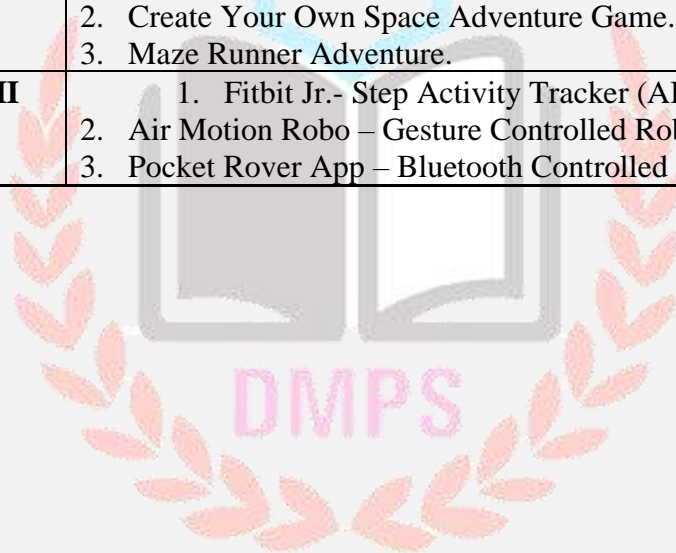 2. Create Your Own Space Adventure Game.
3. Maze Runner Adventure.
II 1. Fitbit Jr.- Step Activity Tracker (AI
2. Air Motion Robo – Gesture Controlled Rob
3. Pocket Rover App – Bluetooth Controlled
DMPS